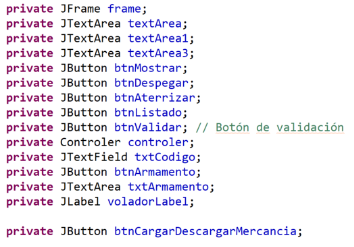 private JFrame frame;
private JTextArea textArea;
private JTextArea textArea1;
private JTextArea textArea3;
private JButton btnMostrar;
private JButton btnDespegar;
private JButton btnAterrizar;
private JButton btnListado;
private JButton btnValidar; // Botón de validación
private Controler controler;
private JTextField txtCodigo;
private JButton btnArmamento;
private JTextArea txtArmamento;
private JLabel voladorLabel;
private JButton btnCargarDescargarMercancia;